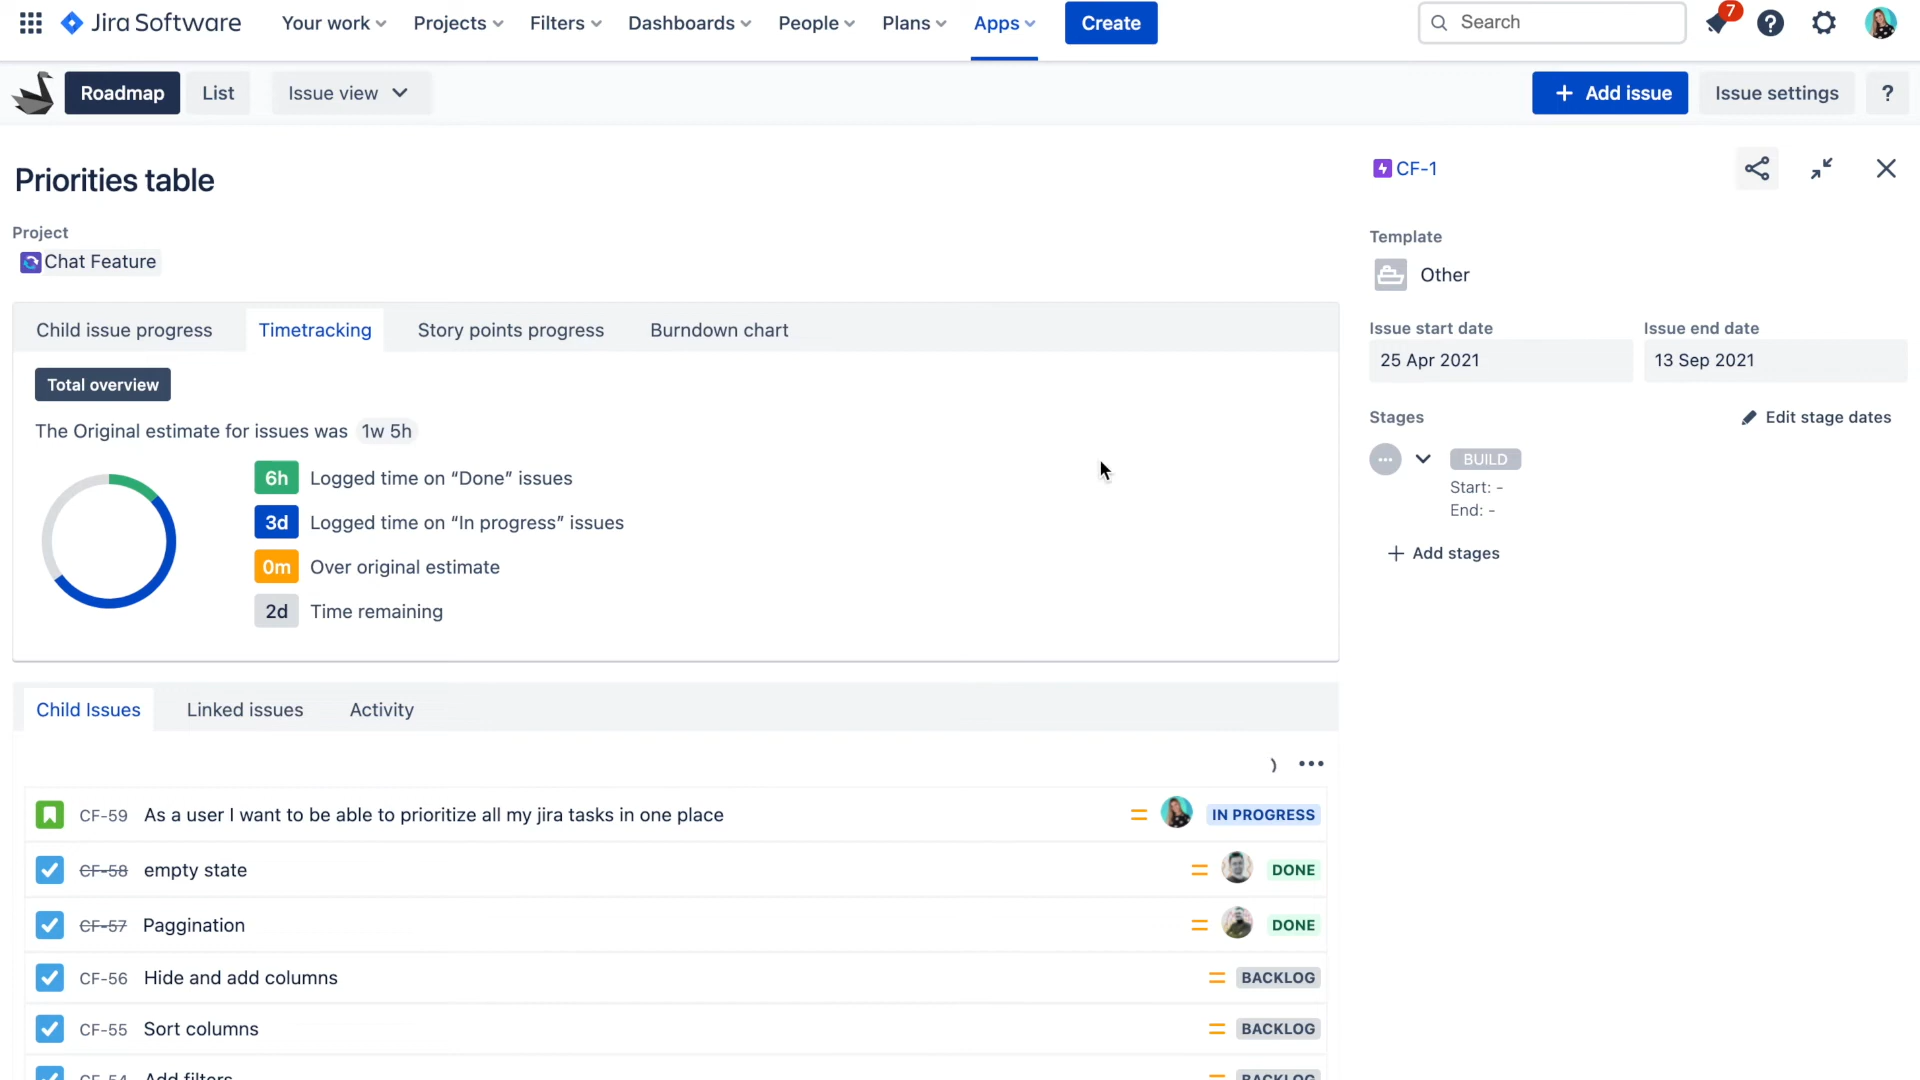 Jira Software Your work Projects Filters Dashboards People Plans Apps Create Search 7
Roadmap List Issue view + Add issue Issue settings ?
Priorities table
CF-1
Project
Chat Feature
Template
Other
Child issue progress Timetracking Story points progress Burndown chart
Issue start date Issue end date
25 Apr 2021 13 Sep 2021
Total overview
The Original estimate for issues was 1w 5h
Stages Edit stage dates
BUILD
Start: -
End: -
+ Add stages
6h Logged time on “Done” issues
3d Logged time on “In progress” issues
0m Over original estimate
2d Time remaining
Child Issues Linked issues Activity
)
CF-59 As a user I want to be able to prioritize all my jira tasks in one place IN PROGRESS
CF-58 empty state DONE
CF-57 Paggination DONE
CF-56 Hide and add columns BACKLOG
CF-55 Sort columns BACKLOG
CF-54 Add filters BACKLOG